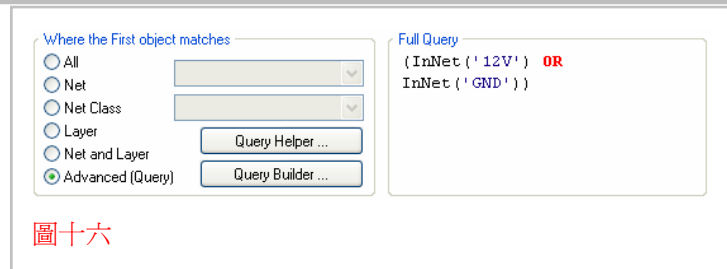 Where the First object matches
All
Net
Net Class
Layer
Net and Layer
Advanced (Query)
Query Helper ...
Query Builder ...
Full Query
(InNet('12V') OR
InNet('GND'))
圖十六